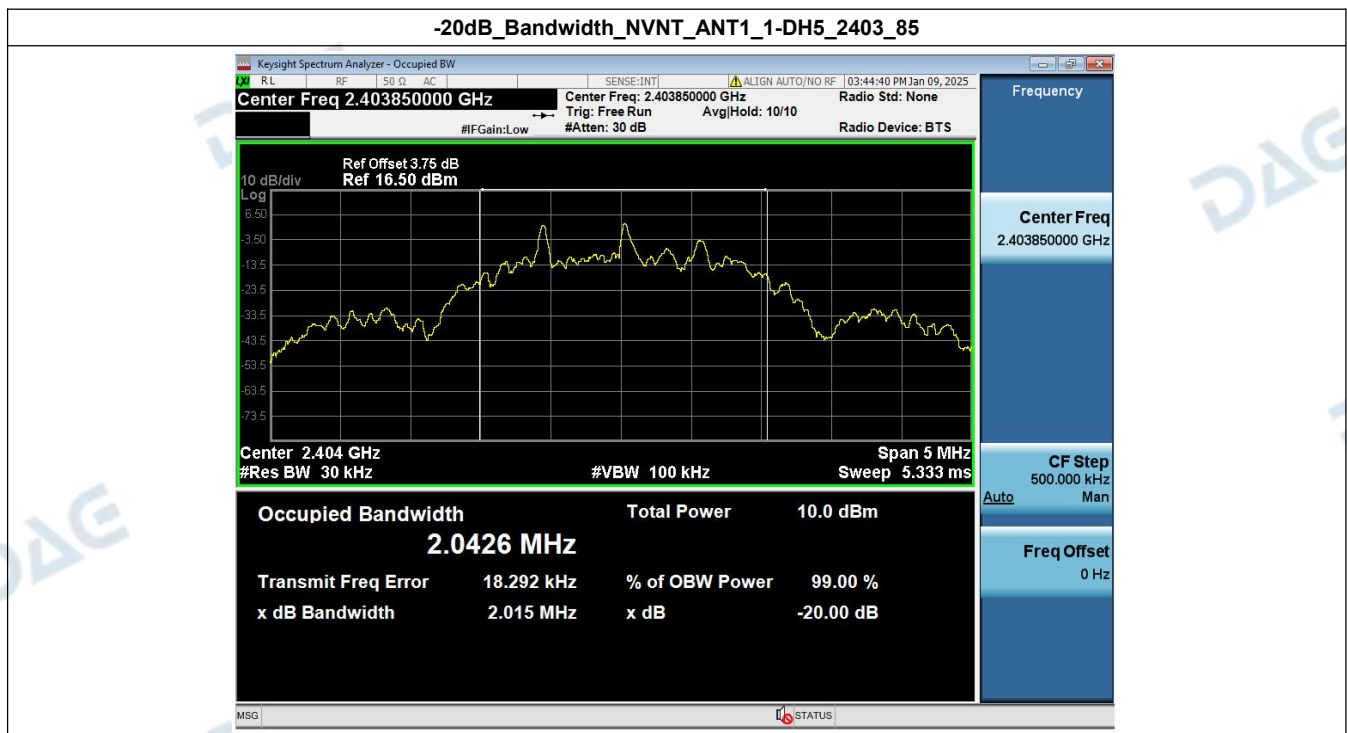 -20dB_Bandwidth_NVNT_ANT1_1-DH5_2403_85
Keysight Spectrum Analyzer - Occupied BW
LXI RL RF 50 Ω AC SENSE:INT ALIGN AUTO/NO RF 03:44:40 PM Jan 09, 2025
Center Freq 2.403850000 GHz
Center Freq: 2.403850000 GHz Radio Std: None
Trig: Free Run Avg|Hold: 10/10
#IFGain:Low #Atten: 30 dB Radio Device: BTS
Ref Offset 3.75 dB
10 dB/div Ref 16.50 dBm
Log
6.50
-3.50
-13.5
-23.5
-33.5
-43.5
-53.5
-63.5
-73.5
Center 2.404 GHz Span 5 MHz
#Res BW 30 kHz #VBW 100 kHz Sweep 5.333 ms
Occupied Bandwidth Total Power 10.0 dBm
2.0426 MHz
Transmit Freq Error 18.292 kHz % of OBW Power 99.00 %
x dB Bandwidth 2.015 MHz x dB -20.00 dB
MSG STATUS
Frequency
Center Freq
2.403850000 GHz
CF Step
500.000 kHz
Auto Man
Freq Offset
0 Hz
DAG
DAG